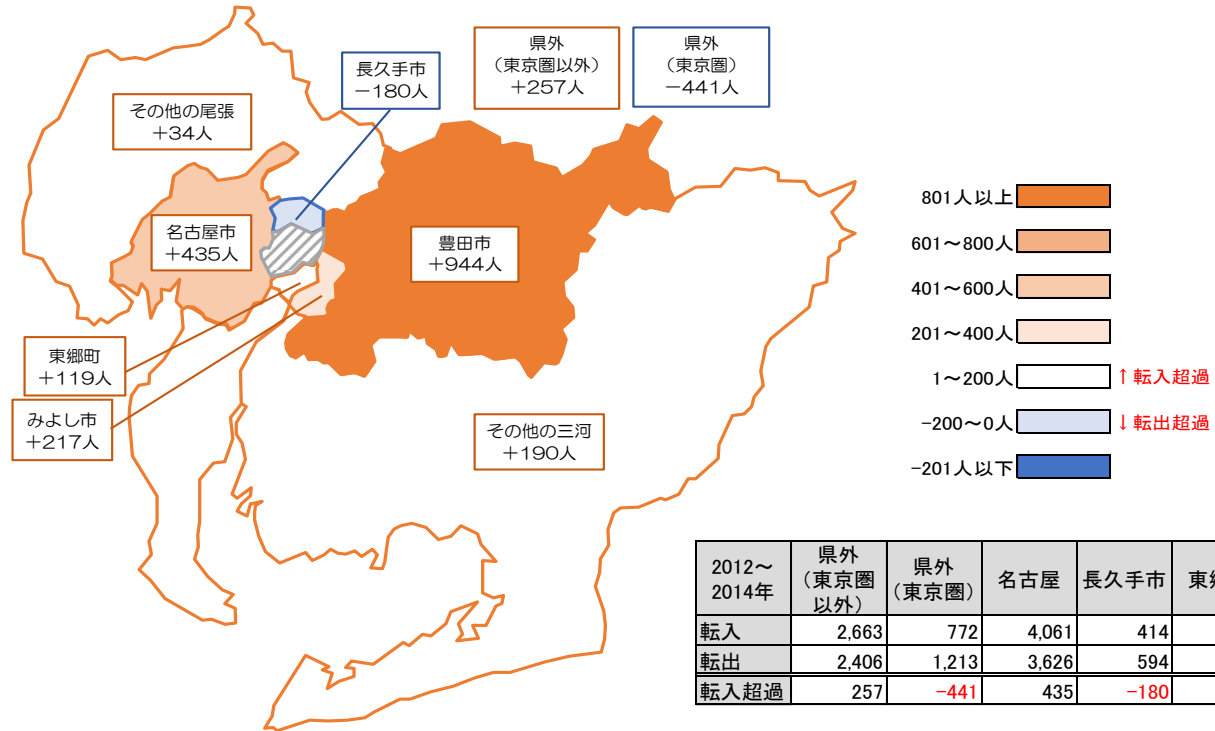 長久手市
−180人
県外
（東京圏以外）
+257人
県外
（東京圏）
−441人
その他の尾張
+34人
名古屋市
+435人
豊田市
+944人
東郷町
+119人
みよし市
+217人
その他の三河
+190人
801人以上
601～800人
401～600人
201～400人
1～200人 ↑転入超過
-200～0人 ↓転出超過
-201人以下
2012～
2014年
県外
（東京圏
以外）
県外
（東京圏）
名古屋 長久手市
転入 2,663 772 4,061 414
転出 2,406 1,213 3,626 594
転入超過 257 -441 435 -180